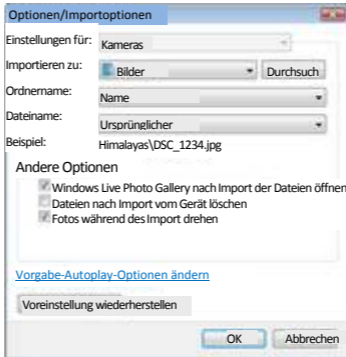 Optionen/Importoptionen
Einstellungen für: Kameras
Importieren zu: Bilder Durchsuch
Ordnername: Name
Dateiname: Ursprünglicher
Beispiel: Himalayas\DSC_1234.jpg
Andere Optionen
Windows Live Photo Gallery nach Import der Dateien öffnen
Dateien nach Import vom Gerät löschen
Fotos während des Import drehen
Vorgabe-Autoplay-Optionen ändern
Voreinstellung wiederherstellen
OK Abbrechen